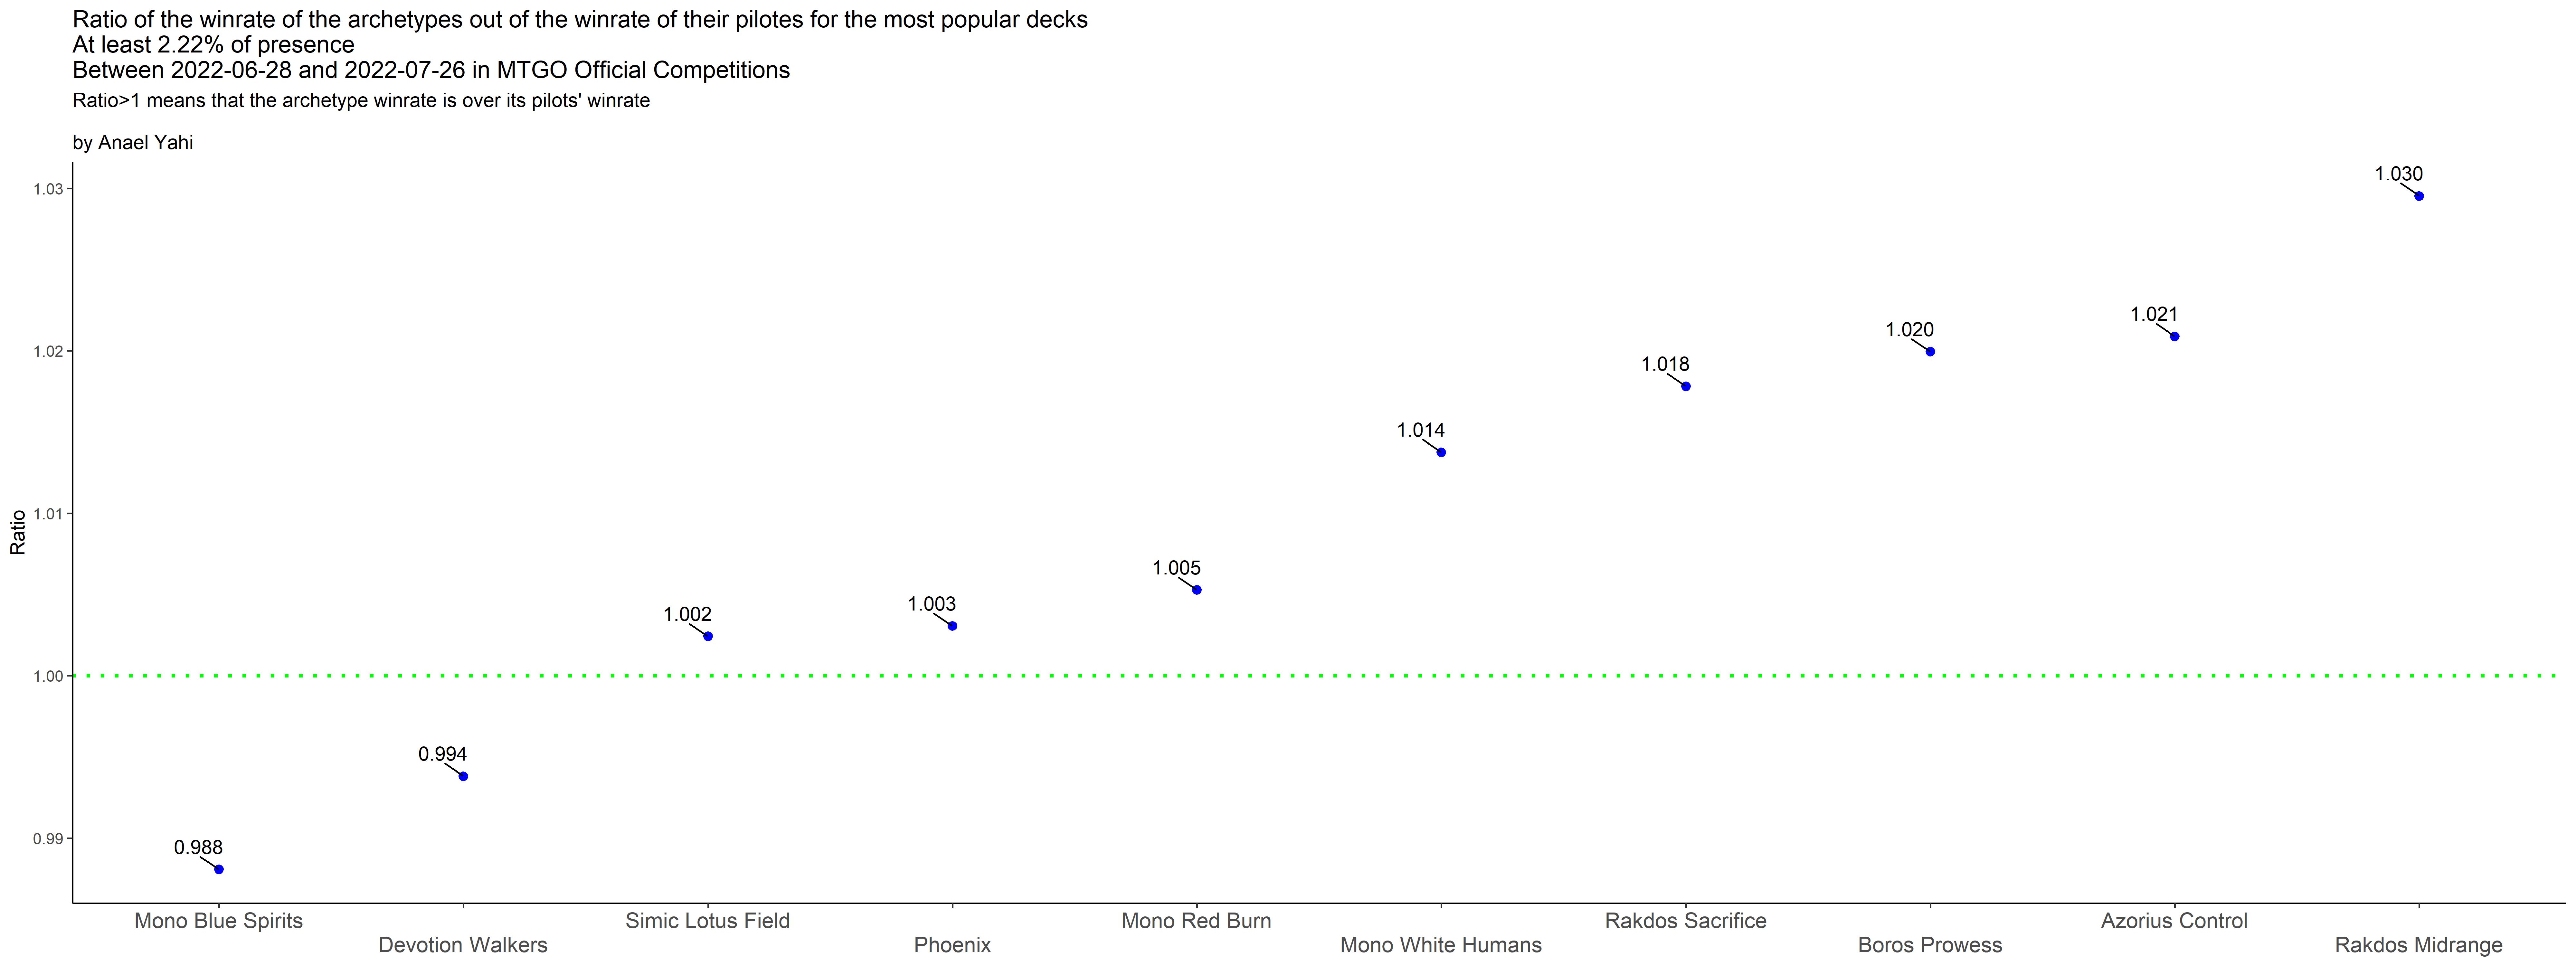 Ratio of the winrate of the archetypes out of the winrate of their pilotes for the most popular decks
At least 2.22% of presence
Between 2022-06-28 and 2022-07-26 in MTGO Official Competitions
Ratio>1 means that the archetype winrate is over its pilots' winrate
by Anael Yahi
Ratio
1.03
1.02
1.01
1.00
0.99
0.988
0.994
1.002
1.003
1.005
1.014
1.018
1.020
1.021
1.030
Mono Blue Spirits
Devotion Walkers
Simic Lotus Field
Phoenix
Mono Red Burn
Mono White Humans
Rakdos Sacrifice
Boros Prowess
Azorius Control
Rakdos Midrange